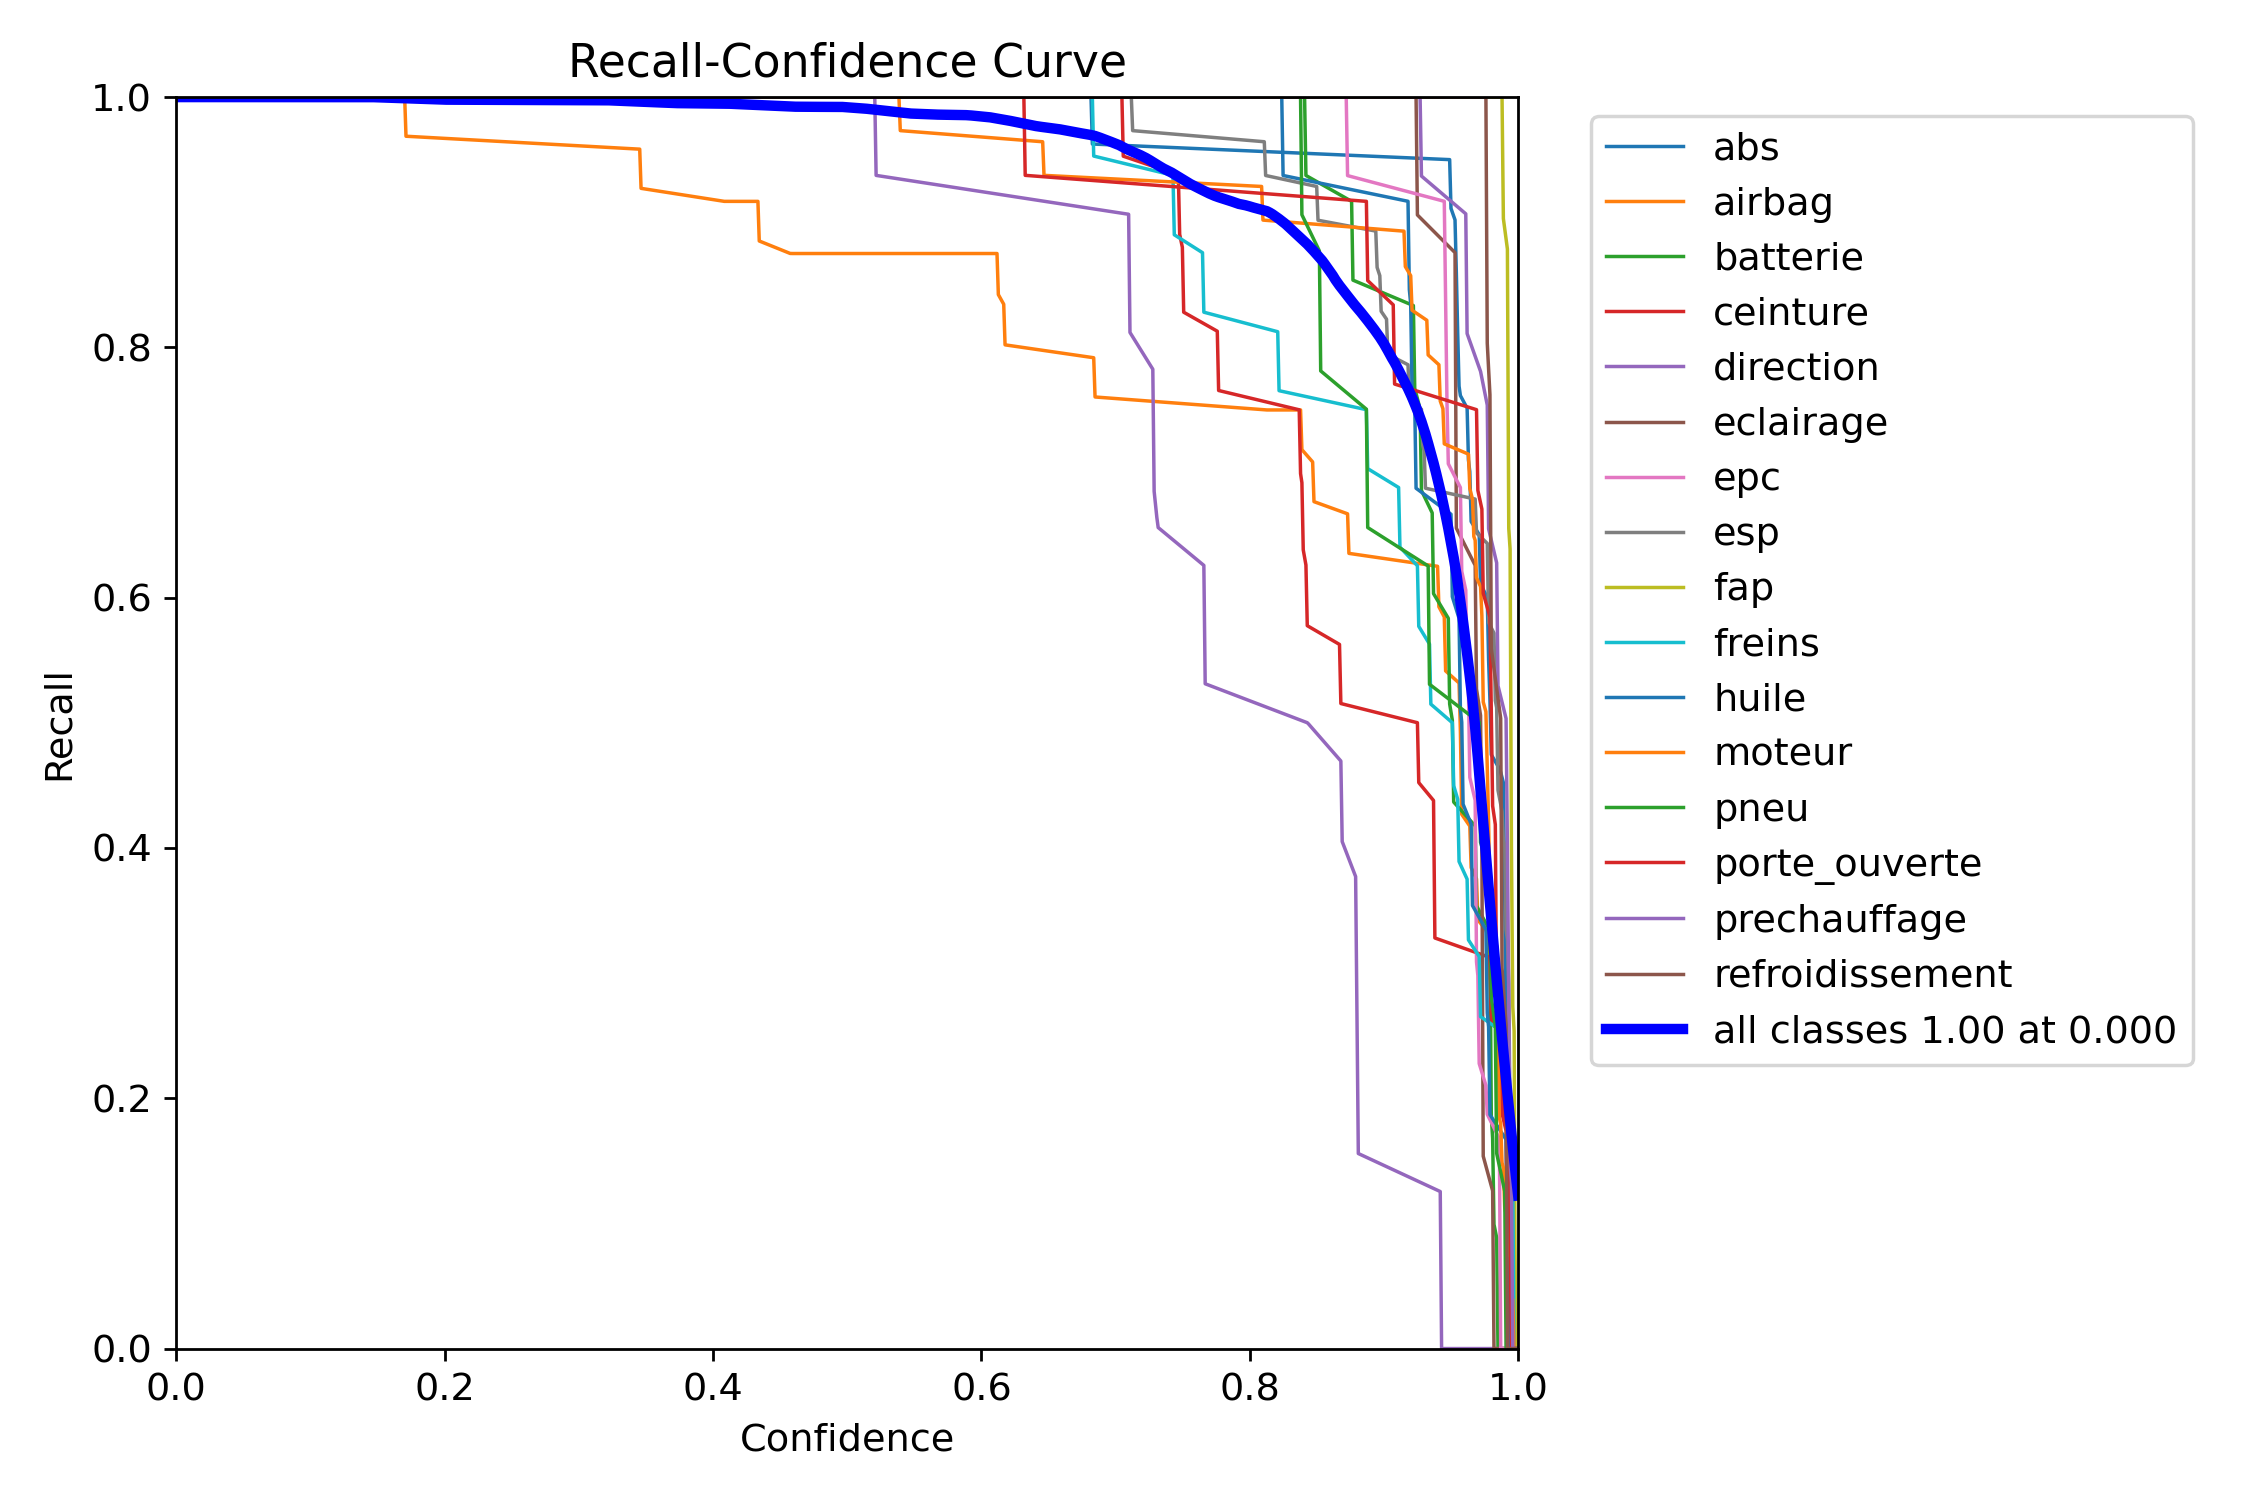 Recall-Confidence Curve
1.0
0.8
0.6
0.4
0.2
0.0
Recall
0.0 0.2 0.4 0.6 0.8 1.0
Confidence
abs
airbag
batterie
ceinture
direction
eclairage
epc
esp
fap
freins
huile
moteur
pneu
porte_ouverte
prechauffage
refroidissement
all classes 1.00 at 0.000